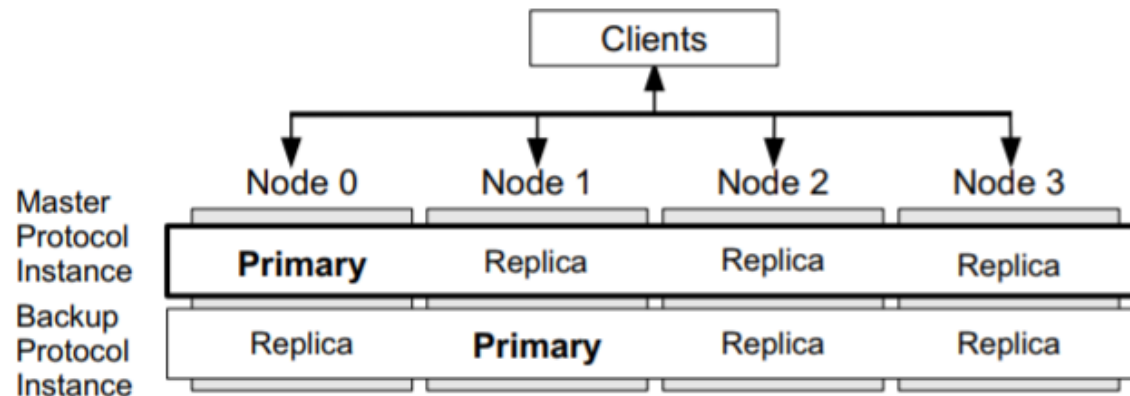 Clients
Node 0 Node 1 Node 2 Node 3
Master
Protocol
Instance
Primary Replica Replica Replica
Backup
Protocol
Instance
Replica Primary Replica Replica